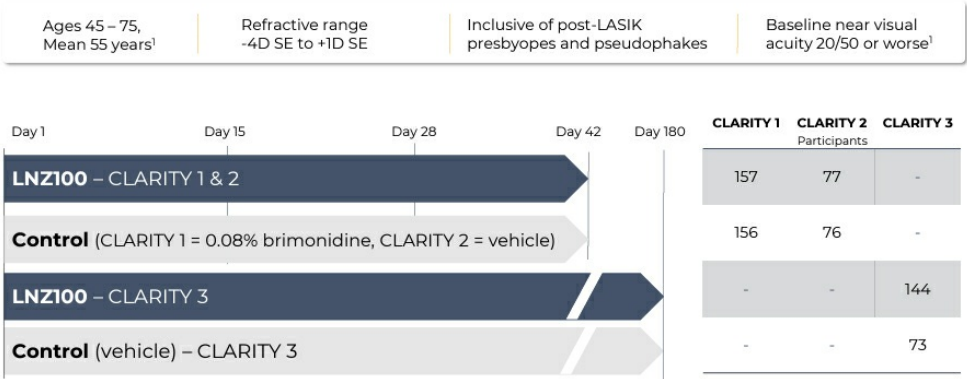 Ages 45 – 75,
Mean 55 years¹
Refractive range
-4D SE to +1D SE
Inclusive of post-LASIK
presbyopes and pseudophakes
Baseline near visual
acuity 20/50 or worse¹
Day 1 Day 15 Day 28 Day 42 Day 180
CLARITY 1 CLARITY 2 CLARITY 3
Participants
LNZ100 – CLARITY 1 & 2 157 77 -
Control (CLARITY 1 = 0.08% brimonidine, CLARITY 2 = vehicle) 156 76 -
LNZ100 – CLARITY 3 - - 144
Control (vehicle) – CLARITY 3 - - 73